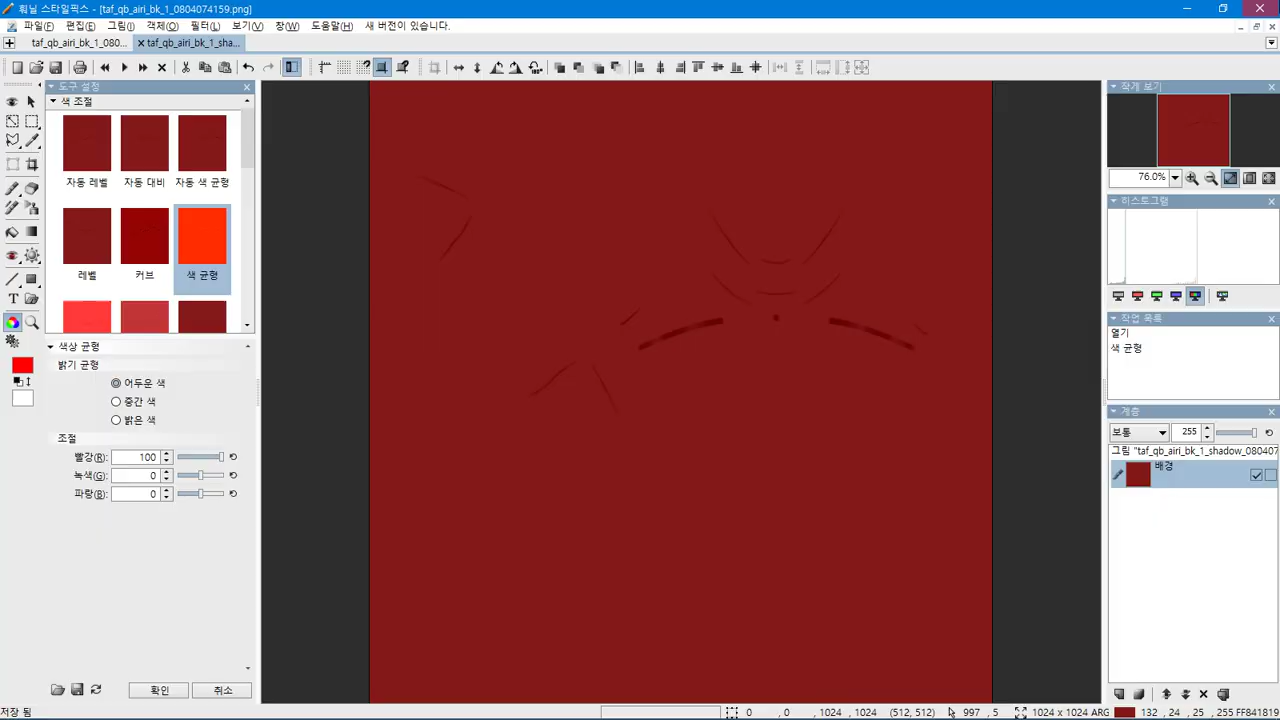 훠닐 스타일픽스 - [taf_qb_airi_bk_1_0804074159.png]
파일(F) 편집(E) 그림(I) 객체(O) 필터(L) 보기(V) 창(W) 도움말(H) 새 버전이 있습니다.
taf_qb_airi_bk_1_080... taf_qb_airi_bk_1_sha...
도구 설정
색 조절
자동 레벨 자동 대비 자동 색 균형
레벨 커브 색 균형
색상 균형
밝기 균형
어두운 색
중간 색
밝은 색
조절
빨강(R): 100
녹색(G): 0
파랑(B): 0
확인 취소
작게 보기
76.0%
히스토그램
작업 목록
열기
색 균형
계층
보통 255
그림 "taf_qb_airi_bk_1_shadow_080407
배경
저장 됨
0 , 0 , 1024 , 1024 (512, 512) 997 , 5 1024 x 1024 ARG 132 , 24 , 25 , 255 FF841819